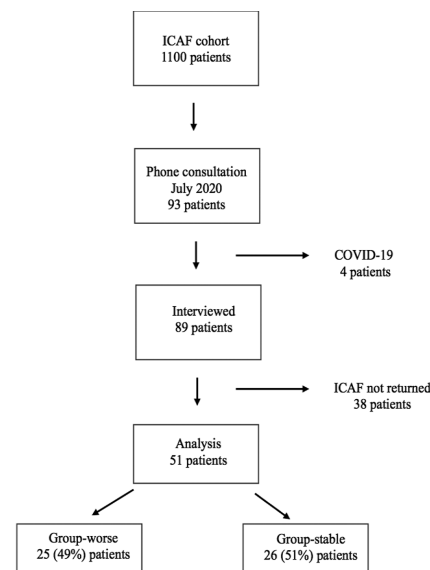 ICAF cohort
1100 patients
Phone consultation
July 2020
93 patients
COVID-19
4 patients
Interviewed
89 patients
ICAF not returned
38 patients
Analysis
51 patients
Group-worse
25 (49%) patients
Group-stable
26 (51%) patients